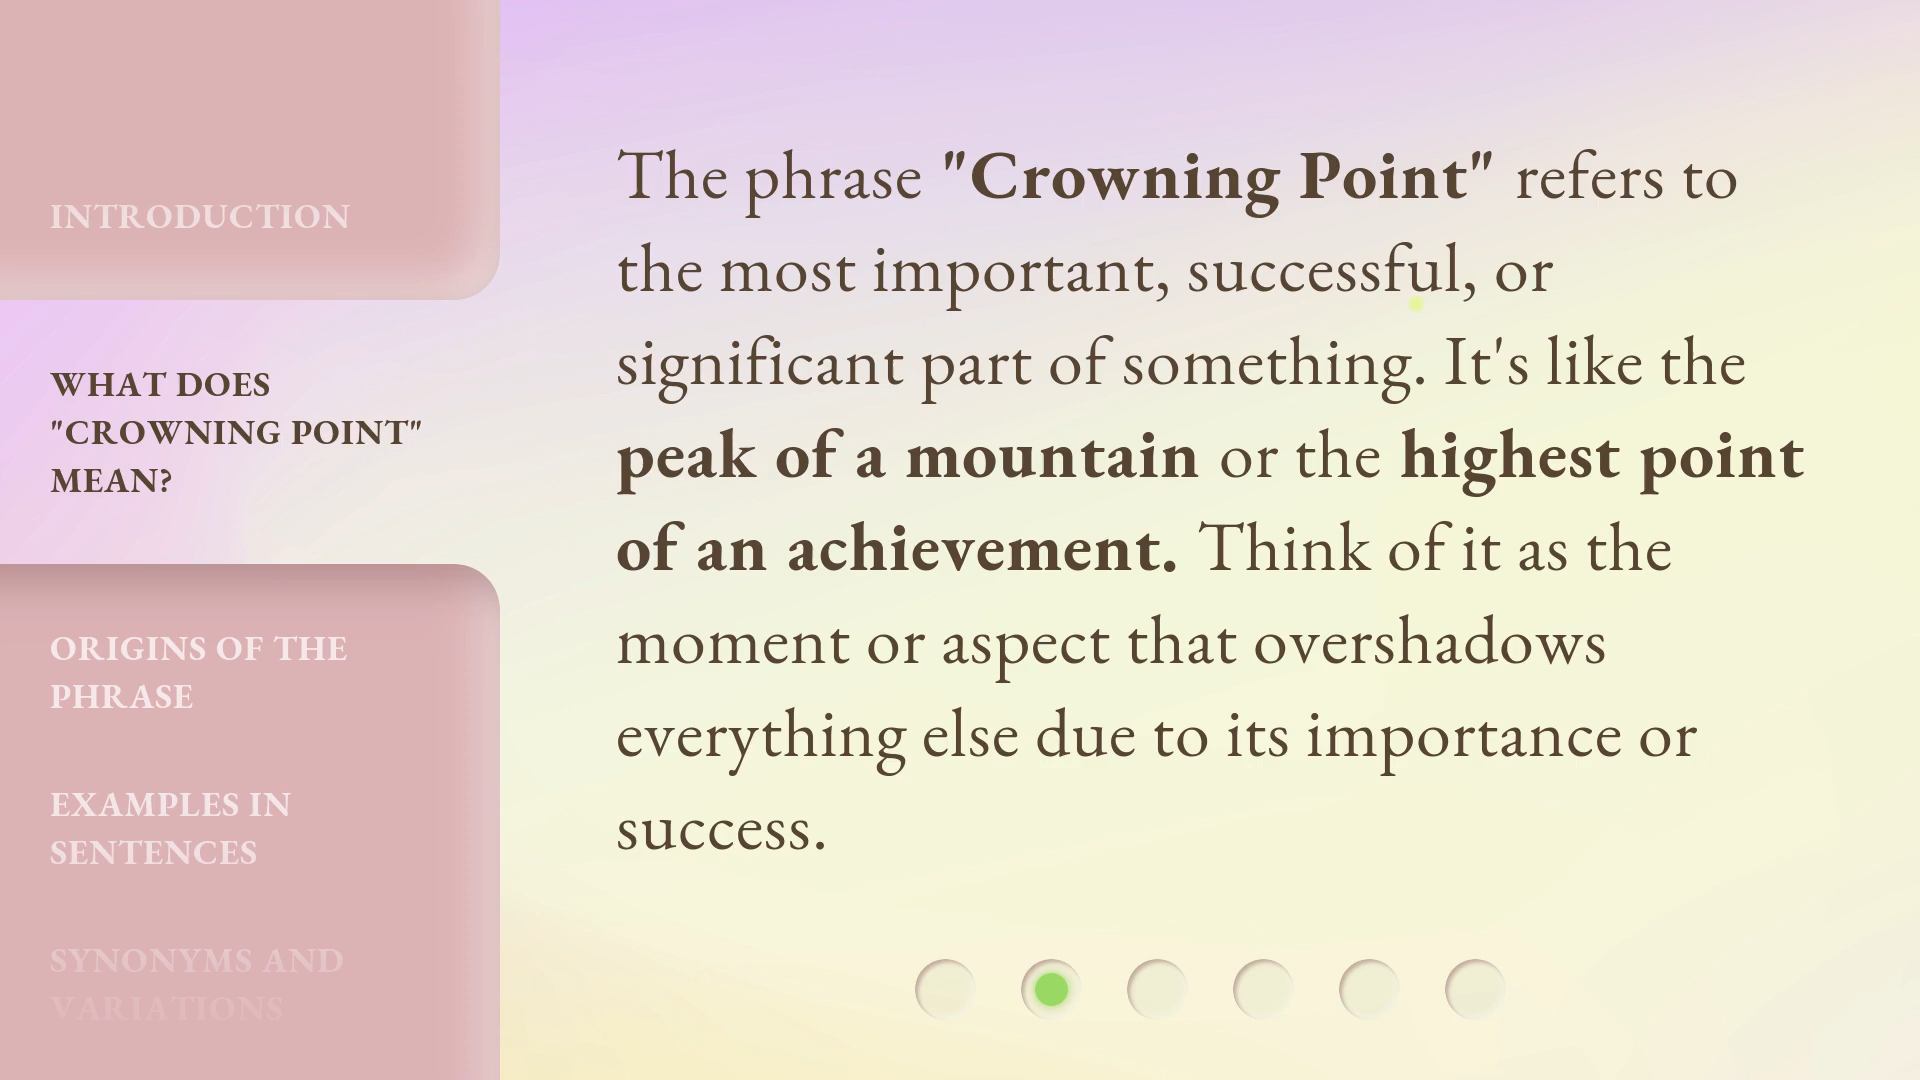 INTRODUCTION
WHAT DOES
"CROWNING POINT"
MEAN?
ORIGINS OF THE
PHRASE
EXAMPLES IN
SENTENCES
SYNONYMS AND
VARIATIONS
The phrase "Crowning Point" refers to
the most important, successful, or
significant part of something. It's like the
peak of a mountain or the highest point
of an achievement. Think of it as the
moment or aspect that overshadows
everything else due to its importance or
success.